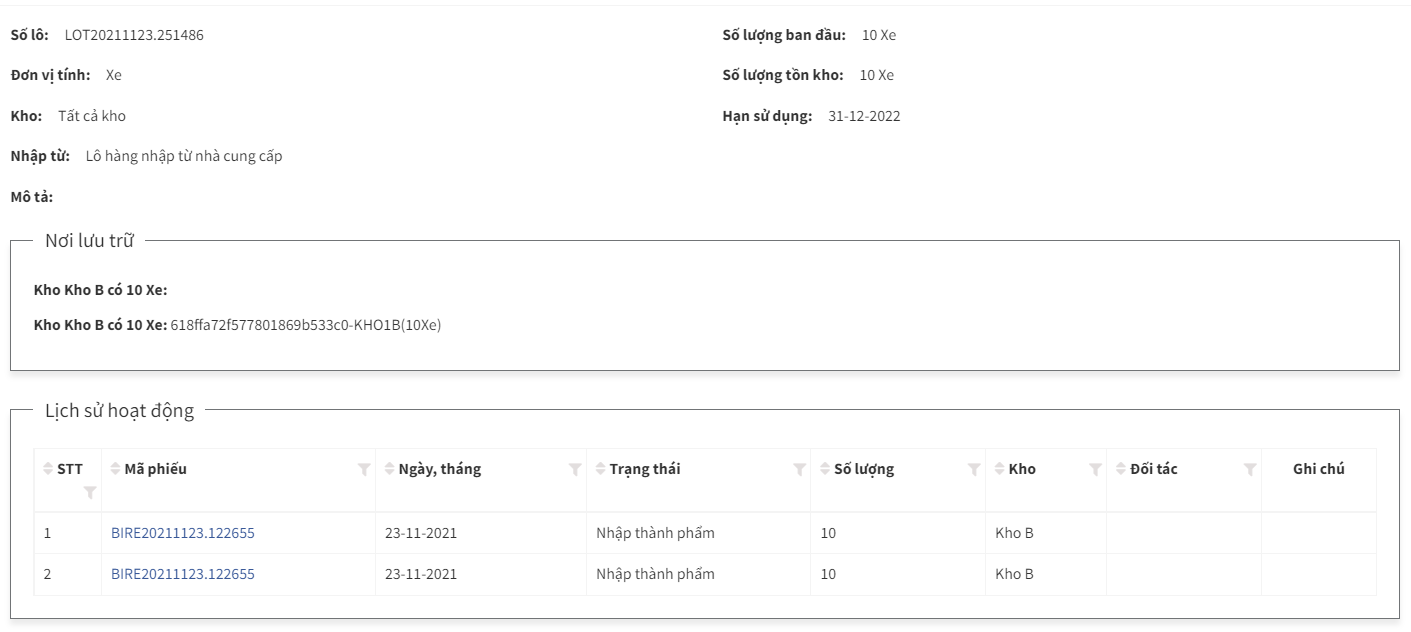 Số lô: LOT20211123.251486 Số lượng ban đầu: 10 Xe
Đơn vị tính: Xe Số lượng tồn kho: 10 Xe
Kho: Tất cả kho Hạn sử dụng: 31-12-2022
Nhập từ: Lô hàng nhập từ nhà cung cấp
Mô tả:
Nơi lưu trữ
Kho Kho B có 10 Xe:
Kho Kho B có 10 Xe: 618ffa72f577801869b533c0-KHO1B(10Xe)
Lịch sử hoạt động
STT Mã phiếu Ngày, tháng Trạng thái Số lượng Kho Đối tác Ghi chú
1 BIRE20211123.122655 23-11-2021 Nhập thành phẩm 10 Kho B
2 BIRE20211123.122655 23-11-2021 Nhập thành phẩm 10 Kho B